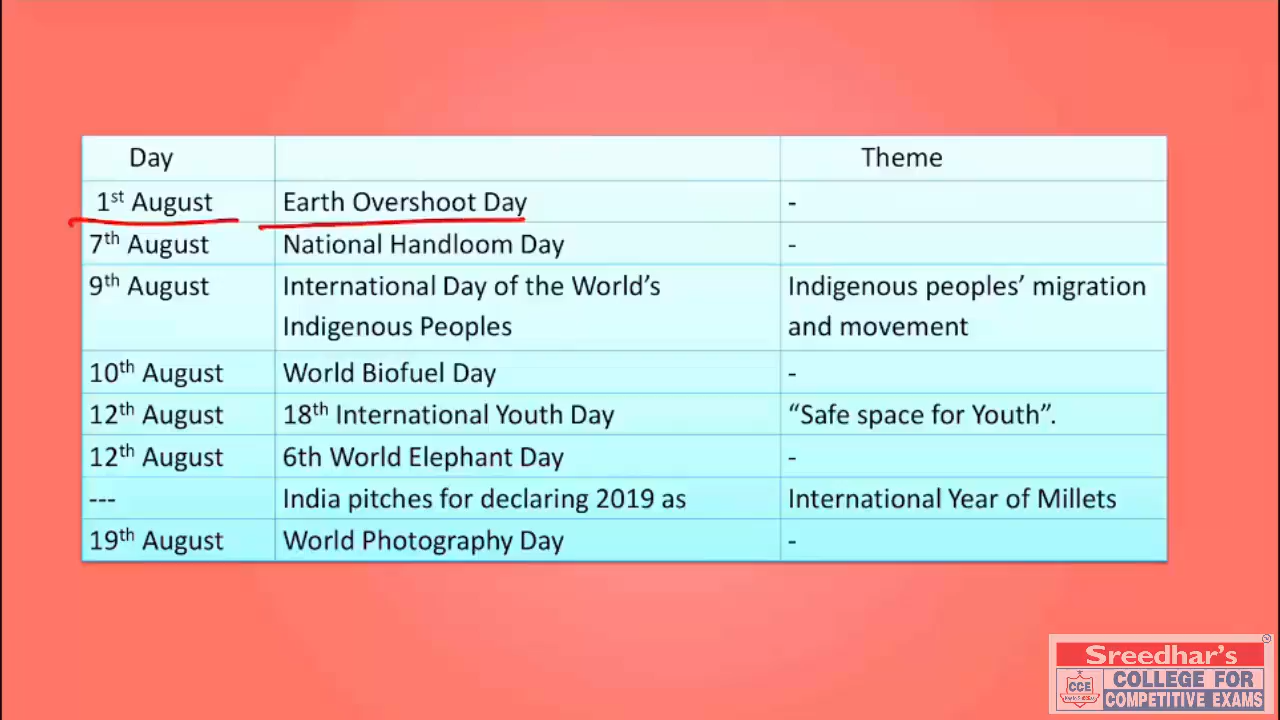 Day Theme
1st August Earth Overshoot Day -
7th August National Handloom Day -
9th August International Day of the World’s Indigenous peoples’ migration
Indigenous Peoples and movement
10th August World Biofuel Day -
12th August 18th International Youth Day “Safe space for Youth”.
12th August 6th World Elephant Day -
--- India pitches for declaring 2019 as International Year of Millets
19th August World Photography Day -
Sreedhar's
CCE COLLEGE FOR
COMPETITIVE EXAMS